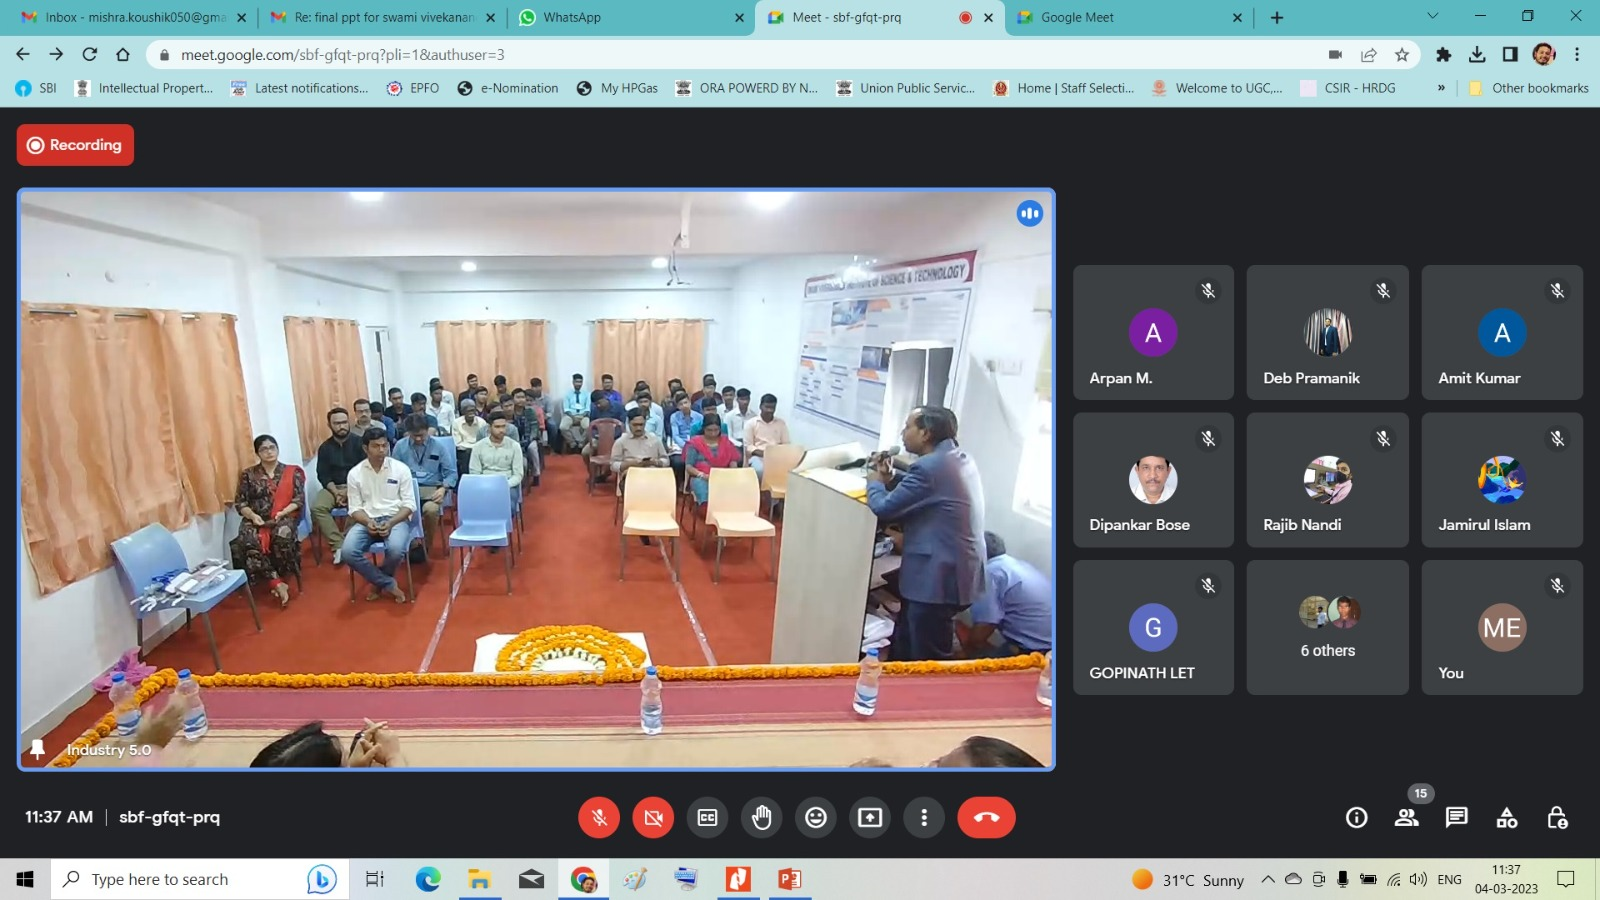 Inbox - mishra.koushik050@gma
Re: final ppt for swami vivekanan
WhatsApp
Meet - sbf-gfqt-prq
Google Meet
meet.google.com/sbf-gfqt-prq?pli=1&authuser=3
SBI
Intellectual Propert...
Latest notifications...
EPFO
e-Nomination
My HPGas
ORA POWERD BY N...
Union Public Servic...
Home | Staff Selecti...
Welcome to UGC,...
CSIR - HRDG
»
Other bookmarks
Recording
INSTITUTE OF SCIENCE & TECHNOLOGY
Industry 5.0
A
Arpan M.
Deb Pramanik
A
Amit Kumar
Dipankar Bose
Rajib Nandi
Jamirul Islam
G
GOPINATH LET
6 others
ME
You
11:37 AM | sbf-gfqt-prq
CC
15
Type here to search
31°C Sunny
ENG
11:37
04-03-2023